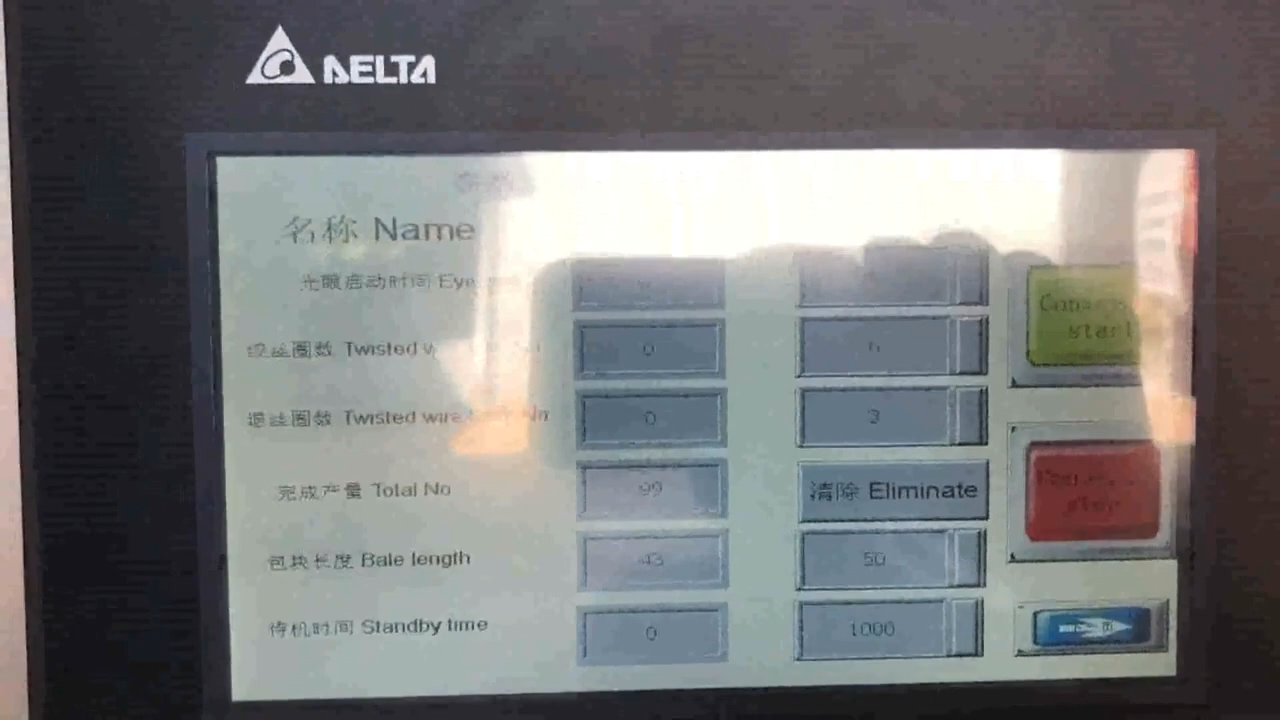 DELTA
名称 Name
光眼启动时间 Eye
绞丝圈数 Twisted
0
退丝圈数 Twisted wire
0 3
完成产量 Total No 99 清除 Eliminate
包块长度 Bale length 43 50
待机时间 Standby time 0 1000
start
stop